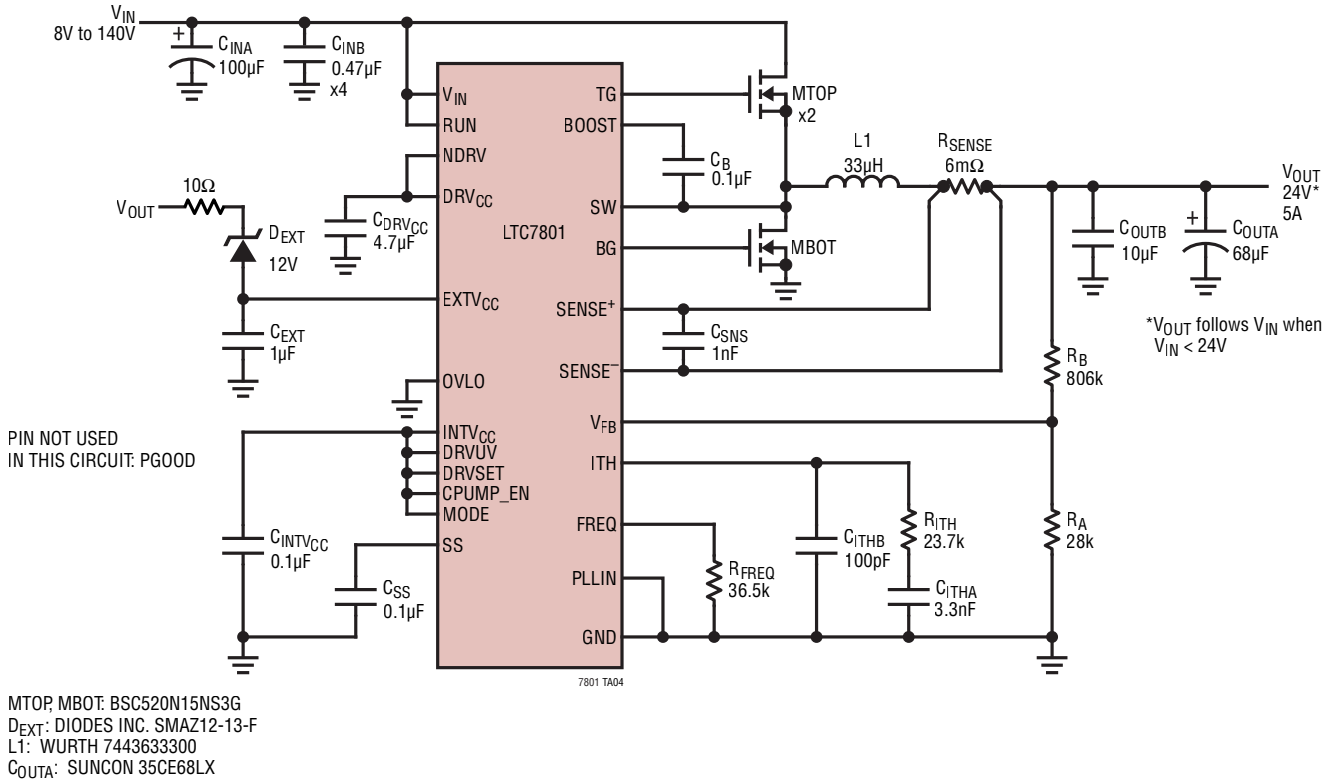 VIN
8V to 140V
+
CINA
100µF
CINB
0.47µF
x4
VIN
RUN
NDRV
DRVCC
CDRVCC
4.7µF
10Ω
VOUT
DEXT
12V
EXTVCC
CEXT
1µF
OVLO
PIN NOT USED
IN THIS CIRCUIT: PGOOD
INTVCC
DRVUV
DRVSET
CPUMP_EN
MODE
CINTVCC
0.1µF
SS
CSS
0.1µF
LTC7801
TG
BOOST
SW
BG
SENSE+
SENSE–
VFB
ITH
FREQ
PLLIN
GND
MTOP
x2
CB
0.1µF
MBOT
L1
33µH
RSENSE
6mΩ
VOUT
24V*
5A
COUTB
10µF
+
COUTA
68µF
*VOUT follows VIN when
VIN < 24V
CSNS
1nF
RB
806k
RA
28k
RITH
23.7k
CITHA
3.3nF
CITHB
100pF
RFREQ
36.5k
7801 TA04
MTOP, MBOT: BSC520N15NS3G
DEXT: DIODES INC. SMAZ12-13-F
L1: WURTH 7443633300
COUTA: SUNCON 35CE68LX